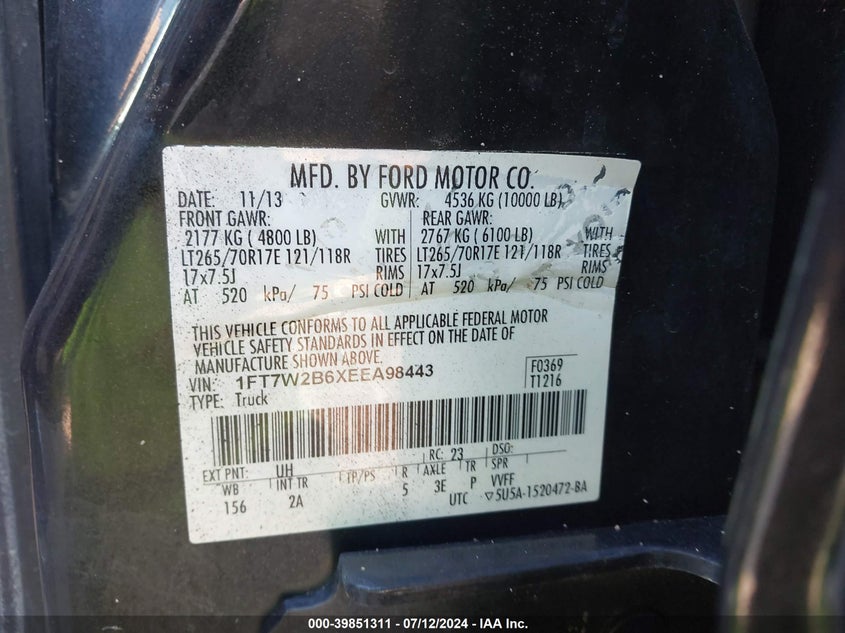 MFD. BY FORD MOTOR CO.
DATE: 11/13 GVWR: 4536 KG (10000 LB)
FRONT GAWR: REAR GAWR:
2177 KG ( 4800 LB) WITH 2767 KG ( 6100 LB) WITH
LT265/70R17E 121/118R TIRES LT265/70R17E 121/118R TIRES
17x7.5J RIMS 17x7.5J RIMS
AT 520 kPa/ 75 PSI COLD AT 520 kPa/ 75 PSI COLD
THIS VEHICLE CONFORMS TO ALL APPLICABLE FEDERAL MOTOR
VEHICLE SAFETY STANDARDS IN EFFECT ON THE DATE OF
MANUFACTURE SHOWN ABOVE.
VIN: 1FT7W2B6XEEA98443 F0369
TYPE: Truck T1216
EXT PNT: UH RC: 23 DSO:
WB INT TR TP/PS R AXLE TR SPR
156 2A 5 3E P VVFF
UTC ▽5U5A-1520472-BA
000-39851311 - 07/12/2024 - IAA Inc.